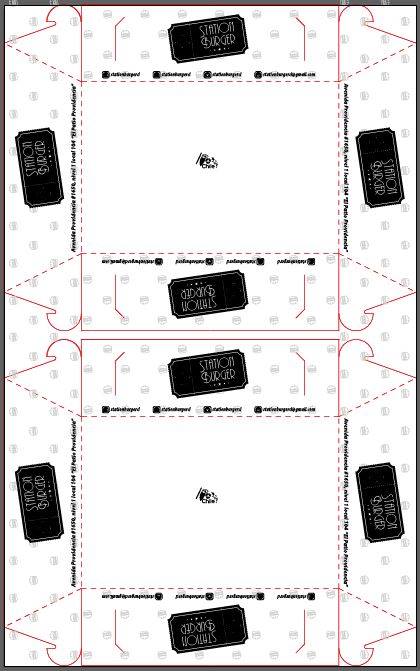 STATION
BURGER
stationburgerd stationburgerd stationburgerd stationburgerd@gmail.com
STATION
BURGER
Avenida Providencia #1650, nivel 1 local 104 "El Patio Providencia"
Chile!
Avenida Providencia #1650, nivel 1 local 104 "El Patio Providencia"
STATION
BURGER
stationburgerd@gmail.com stationburgerd stationburgerd stationburgerd
STATION
BURGER
STATION
BURGER
stationburgerd stationburgerd stationburgerd stationburgerd@gmail.com
STATION
BURGER
Avenida Providencia #1650, nivel 1 local 104 "El Patio Providencia"
Chile!
Avenida Providencia #1650, nivel 1 local 104 "El Patio Providencia"
STATION
BURGER
stationburgerd@gmail.com stationburgerd stationburgerd stationburgerd
STATION
BURGER